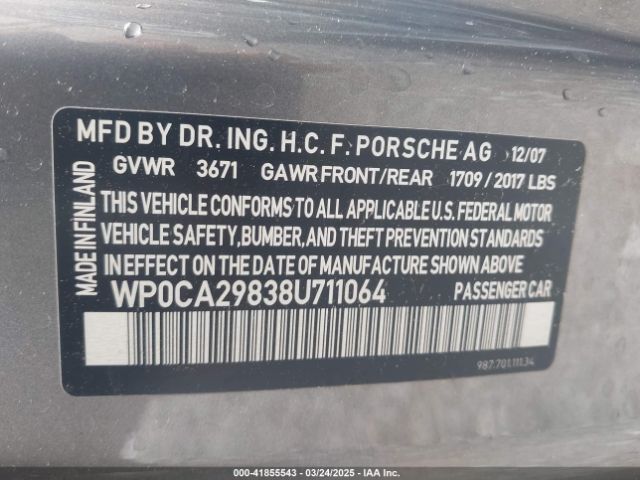 MFD BY DR. ING. H.C. F. PORSCHE AG 12/07
GVWR 3671 GAWR FRONT/REAR 1709 / 2017 LBS
THIS VEHICLE CONFORMS TO ALL APPLICABLE U.S. FEDERAL MOTOR
VEHICLE SAFETY, BUMBER, AND THEFT PREVENTION STANDARDS
IN EFFECT ON THE DATE OF MANUFACTURE SHOWN ABOVE.
WP0CA29838U711064 PASSENGER CAR
987.701.111.34
MADE IN FINLAND
000-41855543 - 03/24/2025 - IAA Inc.